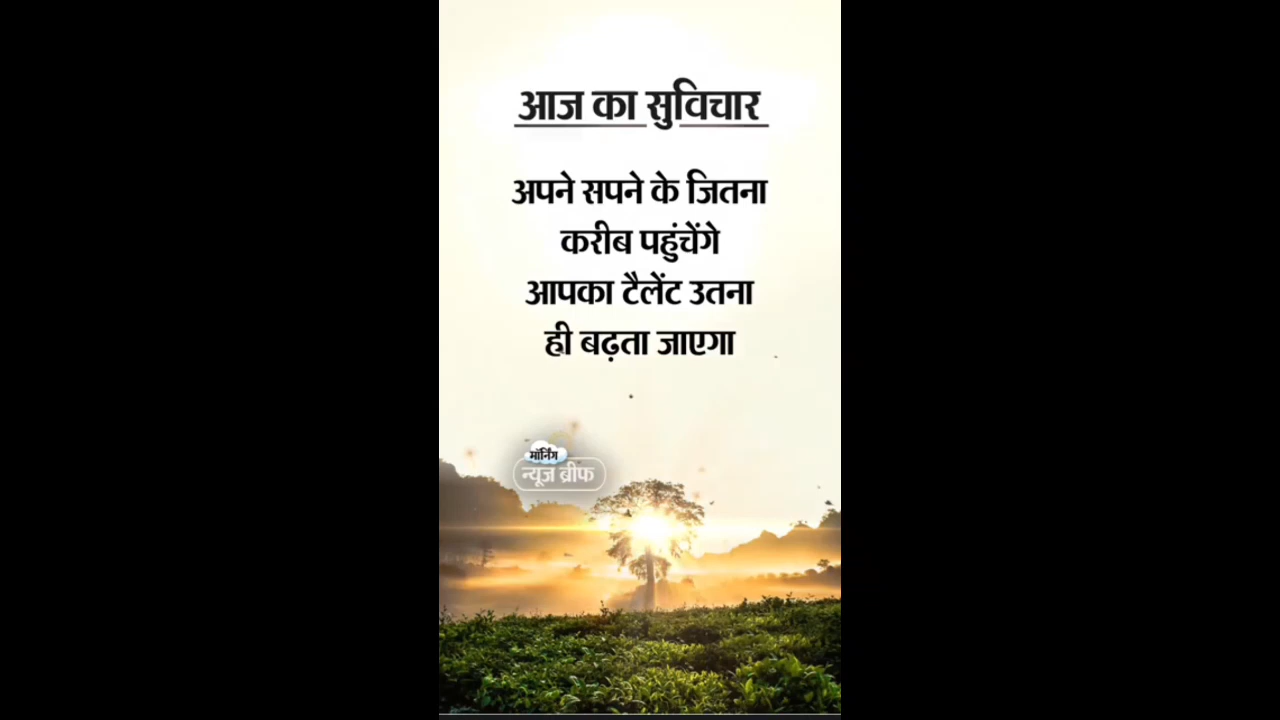 आज का सुविचार
अपने सपने के जितना
करीब पहुंचेंगे
आपका टैलेंट उतना
ही बढ़ता जाएगा
मॉर्निंग
न्यूज ब्रीफ